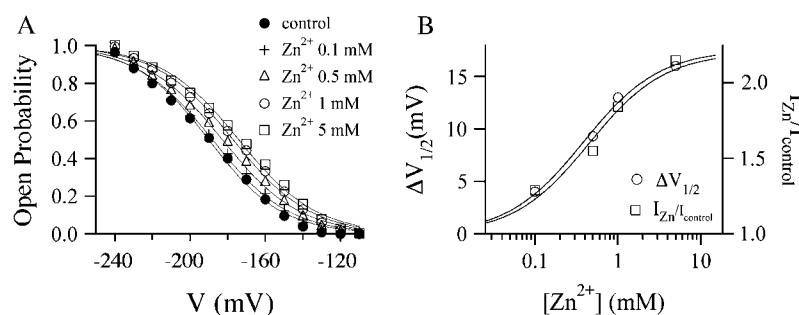 A
control
Zn2+ 0.1 mM
Zn2+ 0.5 mM
Zn2+ 1 mM
Zn2+ 5 mM
Open Probability
1.0
0.8
0.6
0.4
0.2
0.0
-240
-200
-160
-120
V (mV)
B
ΔV1/2(mV)
15
10
5
0
ΔV1/2
IZn/Icontrol
0.1
1
10
[Zn2+] (mM)
2.0
1.5
1.0
IZn/Icontrol